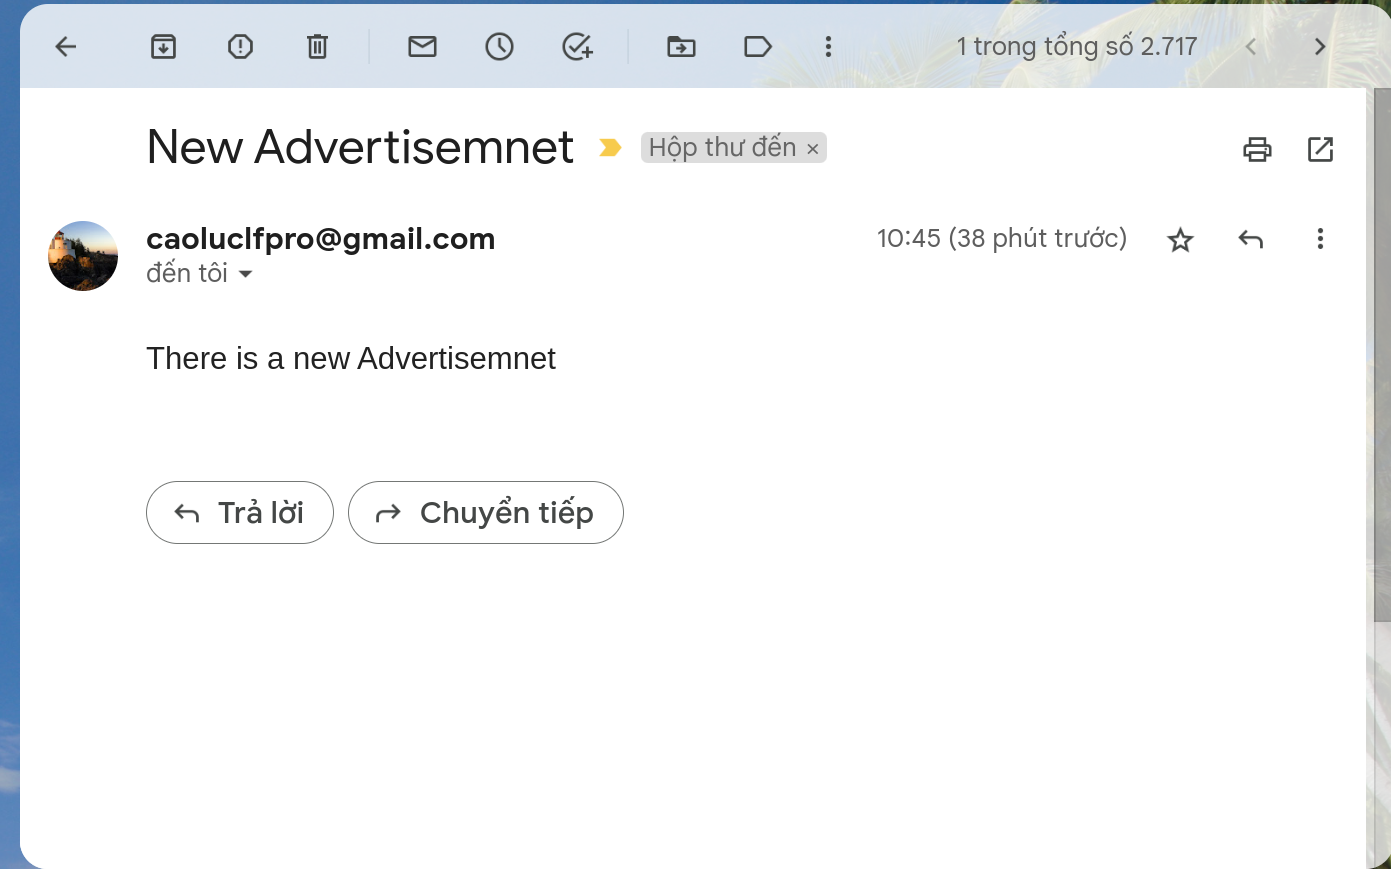 1 trong tổng số 2.717
New Advertisemnet Hộp thư đến ×
caoluclfpro@gmail.com 10:45 (38 phút trước)
đến tôi
There is a new Advertisemnet
Trả lời Chuyển tiếp